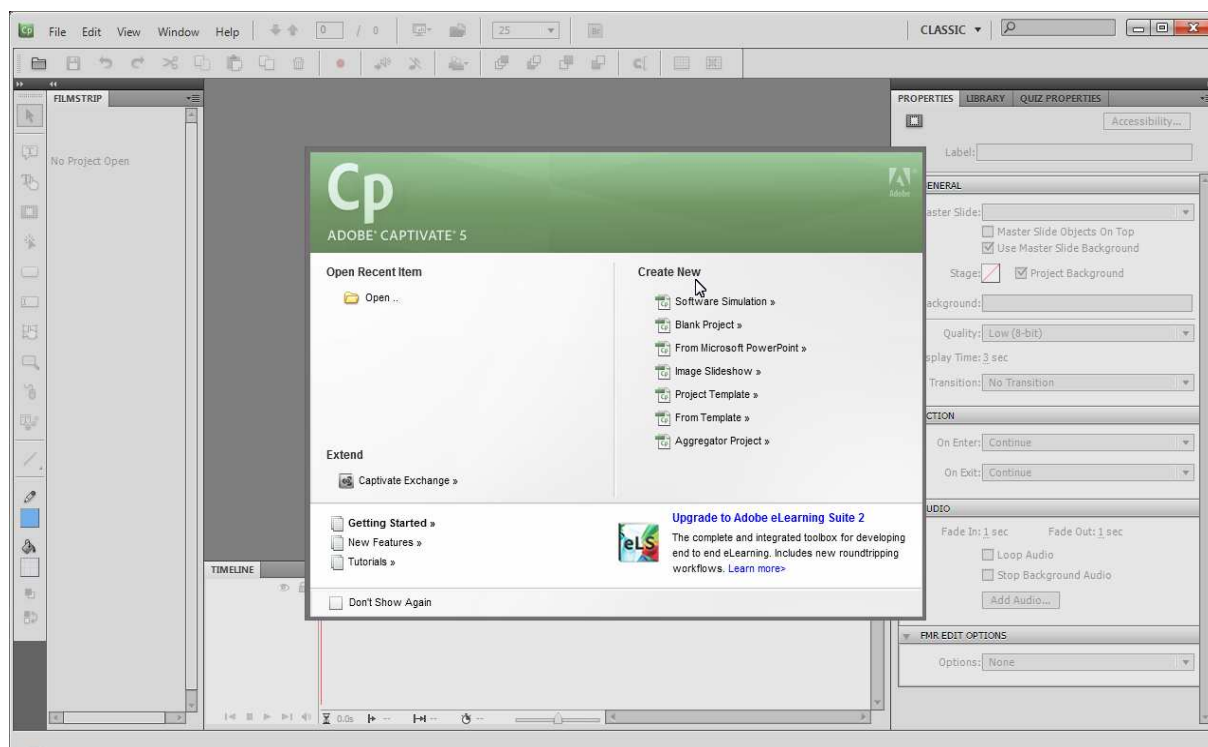 Cp File Edit View Window Help 0 / 0 25 CLASSIC
FILMSTRIP
No Project Open
PROPERTIES LIBRARY QUIZ PROPERTIES
Accessibility...
Label:
Cp
Adobe
ADOBE® CAPTIVATE® 5
Open Recent Item
Open ..
Create New
Software Simulation »
Blank Project »
From Microsoft PowerPoint »
Image Slideshow »
Project Template »
From Template »
Aggregator Project »
Extend
Captivate Exchange »
Getting Started »
New Features »
Tutorials »
eLS
Upgrade to Adobe eLearning Suite 2
The complete and integrated toolbox for developing
end to end eLearning. Includes new roundtripping
workflows. Learn more>
Don't Show Again
ENERAL
aster Slide:
Master Slide Objects On Top
Use Master Slide Background
Stage: Project Background
ackground:
Quality: Low (8-bit)
splay Time: 3 sec
Transition: No Transition
CTION
On Enter: Continue
On Exit: Continue
UDIO
Fade In: 1 sec Fade Out: 1 sec
Loop Audio
Stop Background Audio
Add Audio...
FMR EDIT OPTIONS
Options: None
TIMELINE
0.0s -- -- --